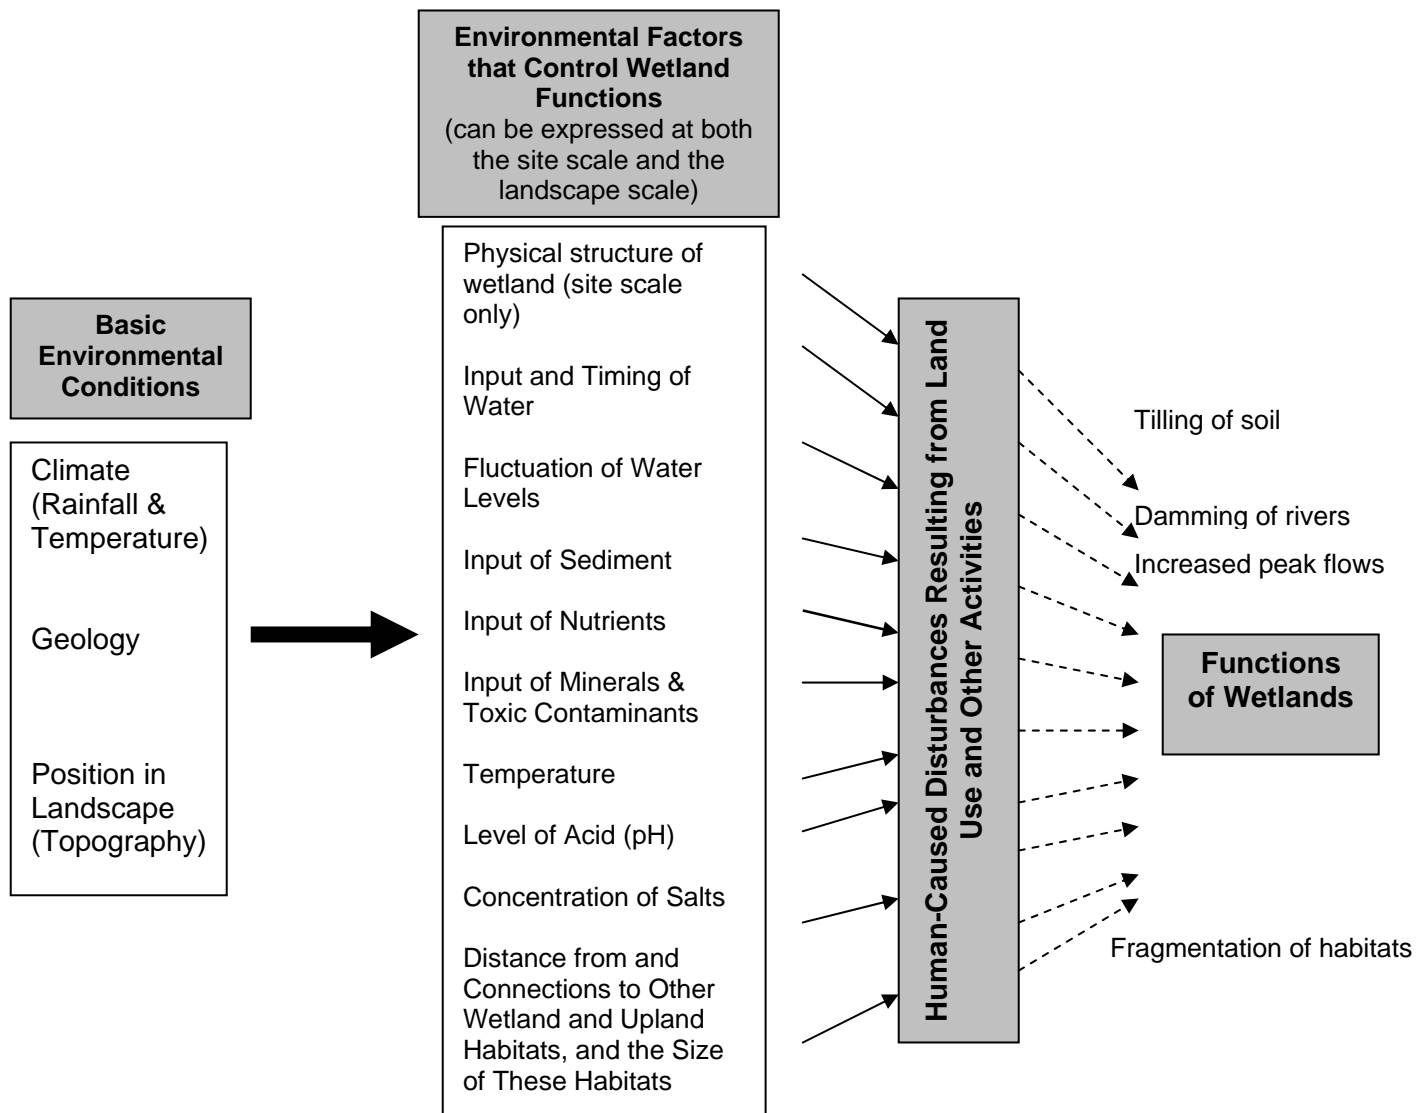 Environmental Factors
that Control Wetland
Functions
(can be expressed at both
the site scale and the
landscape scale)
Basic
Environmental
Conditions
Climate
(Rainfall &
Temperature)
Geology
Position in
Landscape
(Topography)
Physical structure of
wetland (site scale
only)
Input and Timing of
Water
Fluctuation of Water
Levels
Input of Sediment
Input of Nutrients
Input of Minerals &
Toxic Contaminants
Temperature
Level of Acid (pH)
Concentration of Salts
Distance from and
Connections to Other
Wetland and Upland
Habitats, and the Size
of These Habitats
Human-Caused Disturbances Resulting from Land
Use and Other Activities
Tilling of soil
Damming of rivers
Increased peak flows
Functions
of Wetlands
Fragmentation of habitats